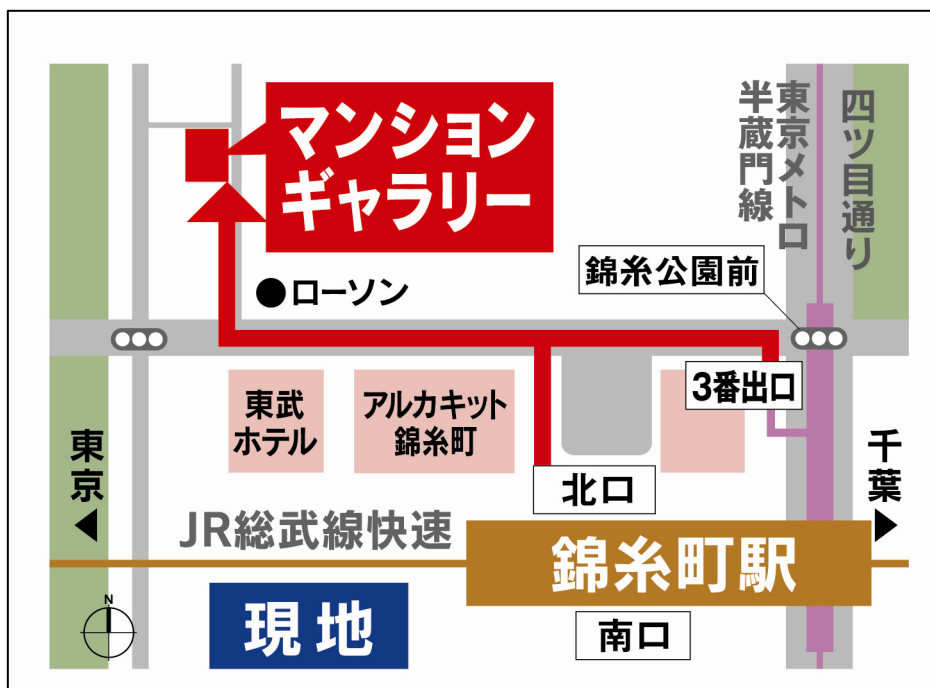 マンション
ギャラリー
東京メトロ
半蔵門線
四ツ目通り
錦糸公園前
ローソン
3番出口
東武
ホテル
アルカキット
錦糸町
東京
千葉
北口
JR総武線快速
錦糸町駅
現地
南口
N